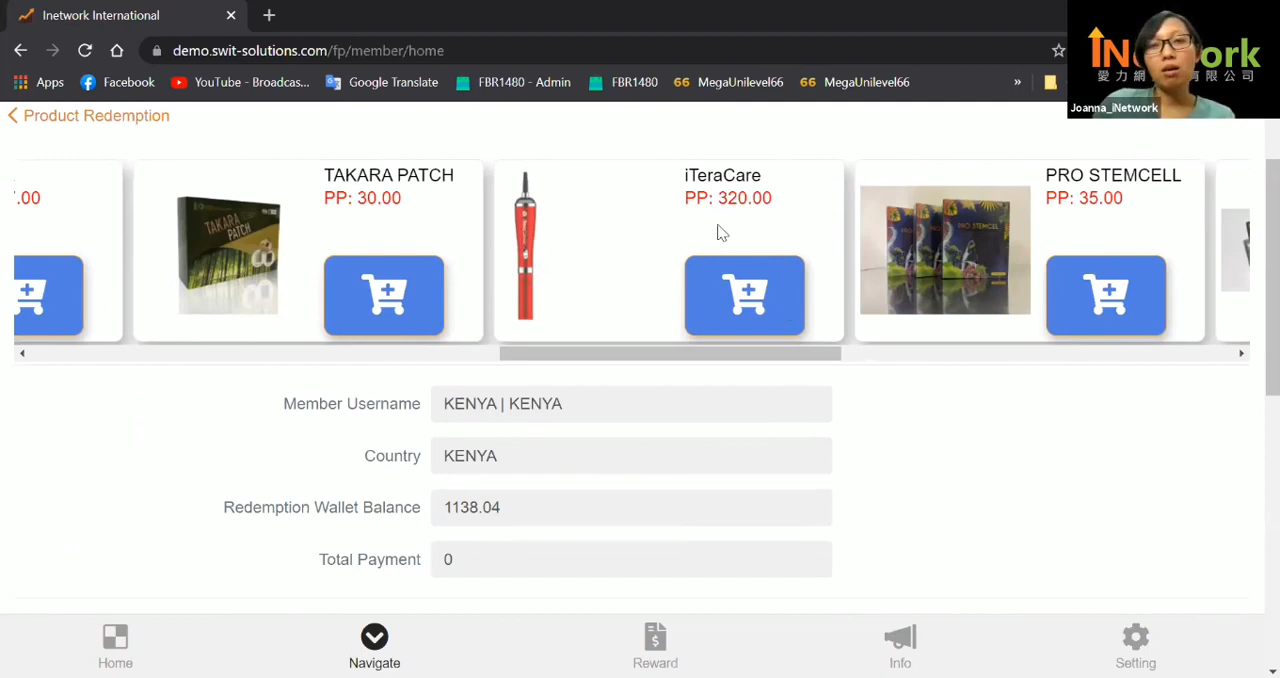 Inetwork International
demo.swit-solutions.com/fp/member/home
Apps
Facebook
YouTube - Broadcas...
Google Translate
FBR1480 - Admin
FBR1480
66 MegaUnilevel66
66 MegaUnilevel66
»
iNetwork
Joanna_iNetwork
Product Redemption
.00
TAKARA PATCH
PP: 30.00
TAKARA PATCH
iTeraCare
PP: 320.00
PRO STEMCELL
PP: 35.00
PRO STEMCEL
Member Username
KENYA | KENYA
Country
KENYA
Redemption Wallet Balance
1138.04
Total Payment
0
Home
Navigate
Reward
Info
Setting